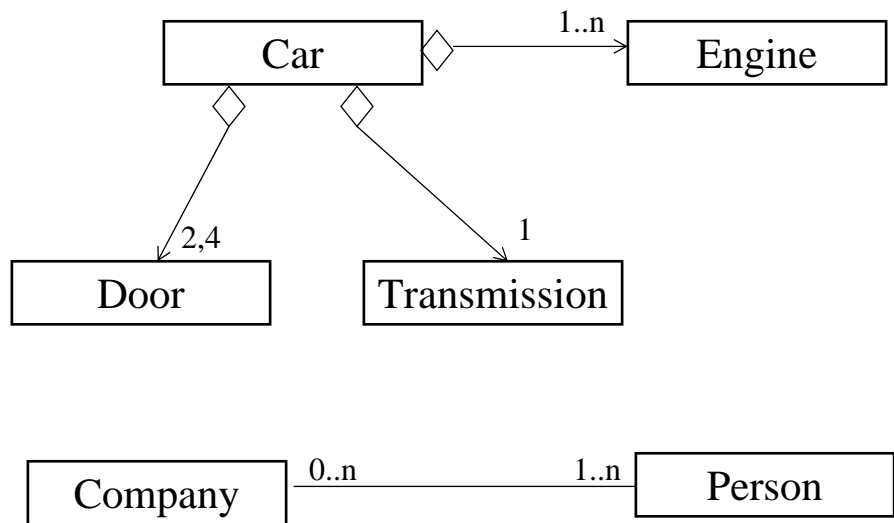 1..n
Car
Engine
2,4
1
Door
Transmission
0..n
1..n
Company
Person